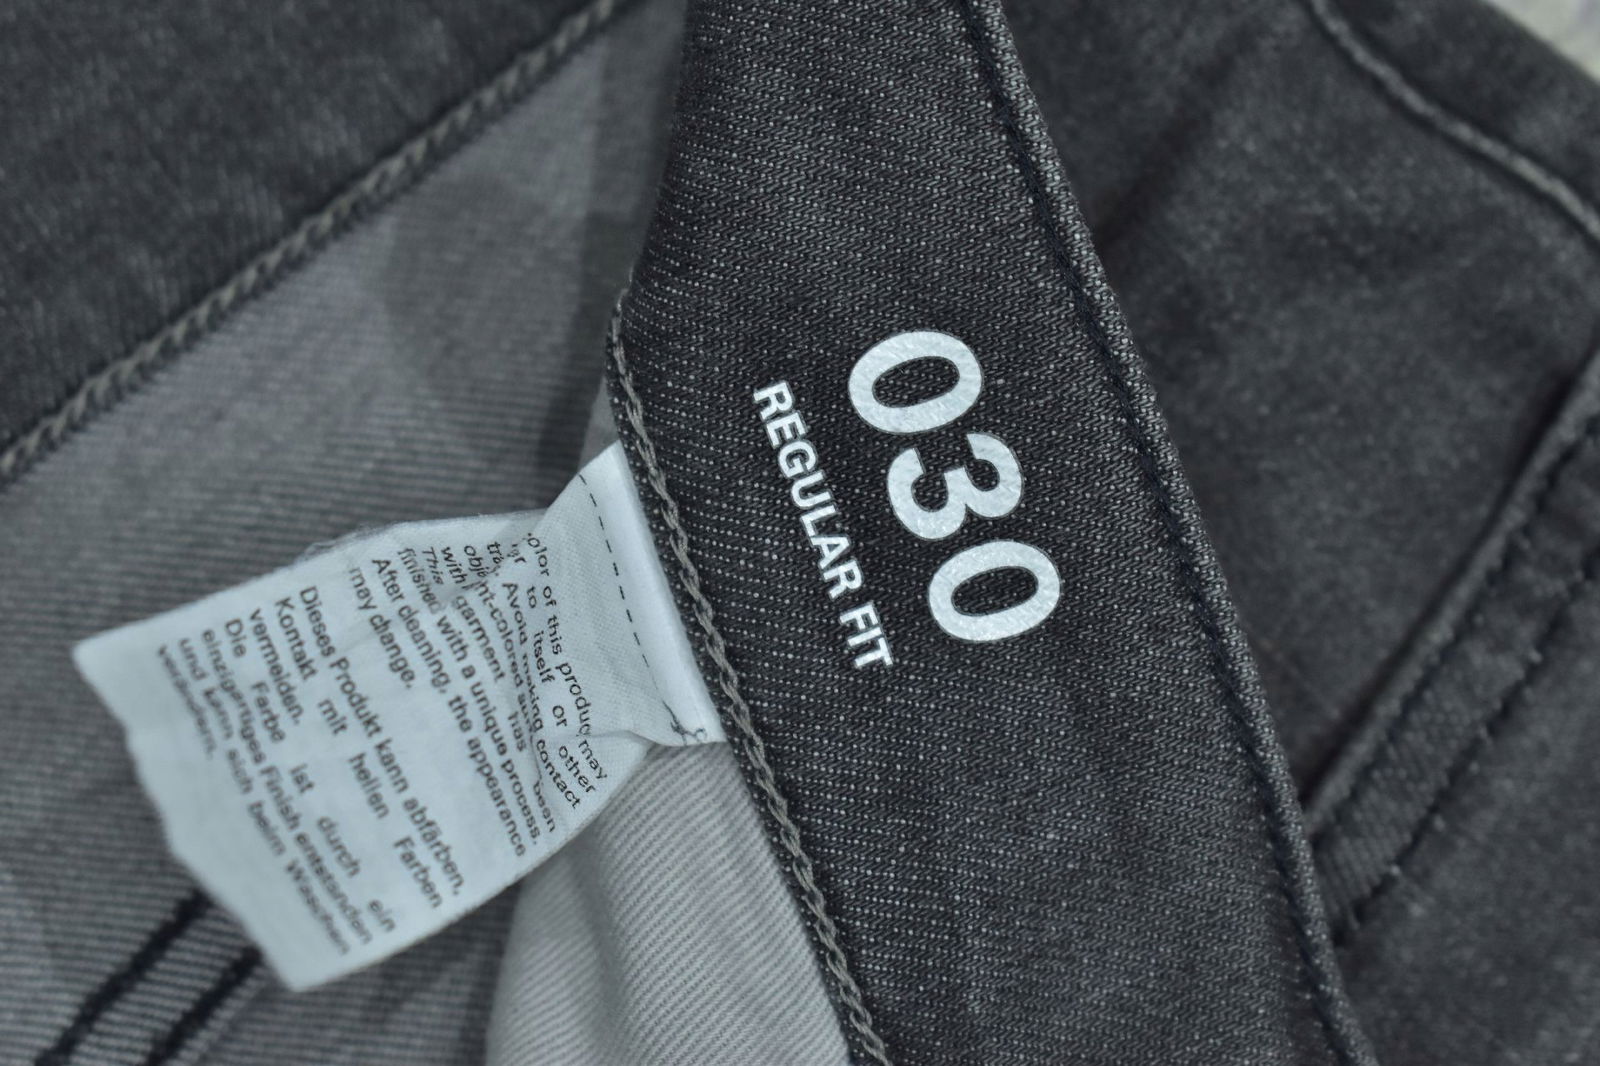 030
REGULAR FIT
olor of this product may
to itself or other
Avoid making contact
with
This garment has been
finished with a unique process.
After cleaning, the appearance
may change.
Dieses Produkt kann abfärben,
Kontakt mit hellen Farben
vermeiden.
Die Farbe ist durch ein
einzigartiges Finish entstanden
und kann sich beim Waschen
verändern.